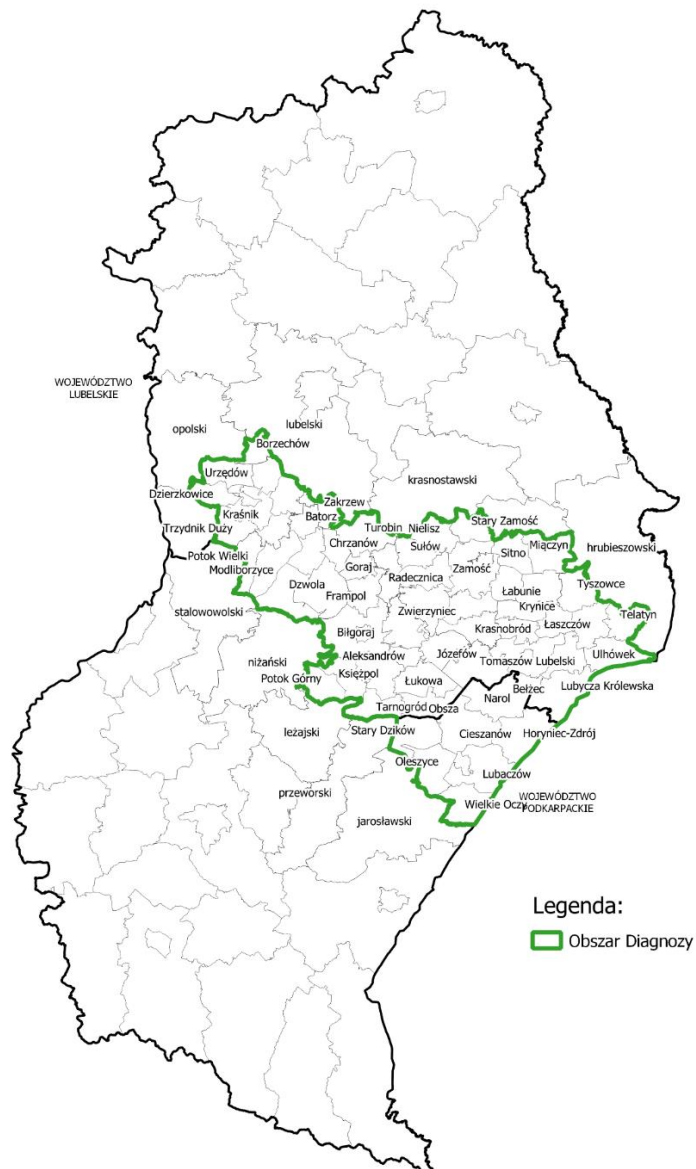 WOJEWÓDZTWO
LUBELSKIE
opolski
lubelski
Borzechów
Urzędów
krasnostawski
Dzierzkowice
Zakrzew
Kraśnik
Batorz
Stary Zamość
Trzydnik Duży
Turobin
Nielisz
Chrzanów
Sułów
Miączyn
hrubieszowski
Potok Wielki
Sitno
Modliborzyce
Goraj
Zamość
Radecznica
Dzwola
Tyszowce
Frampol
Łabunie
stalowowolski
Zwierzyniec
Krynice
Telatyn
Biłgoraj
Krasnobród
Łaszczów
Aleksandrów
Józefów
Ulhówek
niżański
Tomaszów Lubelski
Księżpol
Potok Górny
Łukowa
Bełżec
Lubycza Królewska
Narol
Tarnogród
Obsza
leżajski
Stary Dzików
Cieszanów
Horyniec-Zdrój
Oleszyce
Lubaczów
przeworski
Wielkie Oczy
WOJEWÓDZTWO
PODKARPACKIE
jarosławski
Legenda:
Obszar Diagnozy